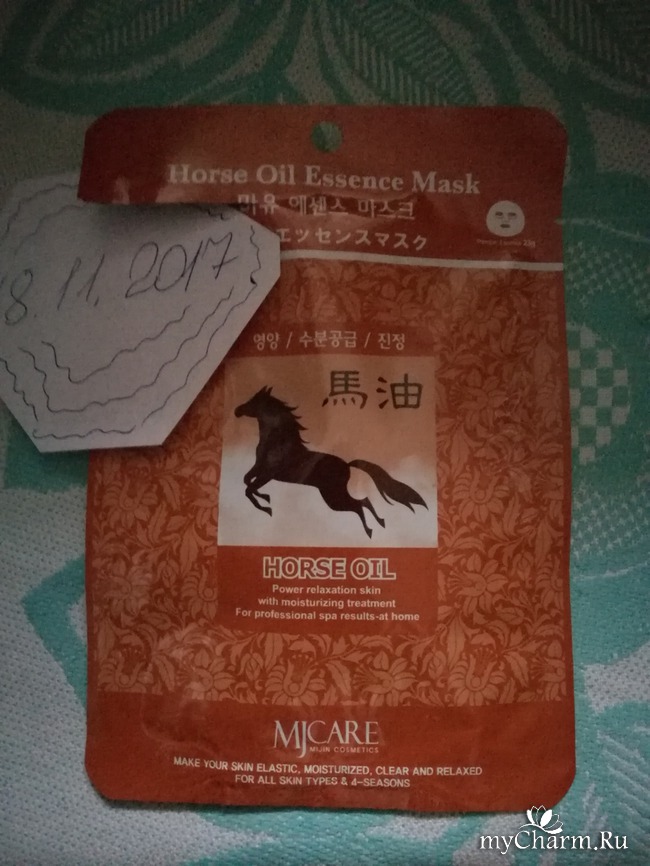 Horse Oil Essence Mask
마유 에센스 마스크
エッセンスマスク
23g
18.11.2017
영양 / 수분공급 / 진정
馬油
HORSE OIL
Power relaxation skin
with moisturizing treatment
For professional spa results-at home
MJCARE
MIJIN COSMETICS
MAKE YOUR SKIN ELASTIC, MOISTURIZED, CLEAR AND RELAXED
FOR ALL SKIN TYPES & 4-SEASONS
myCharm.Ru